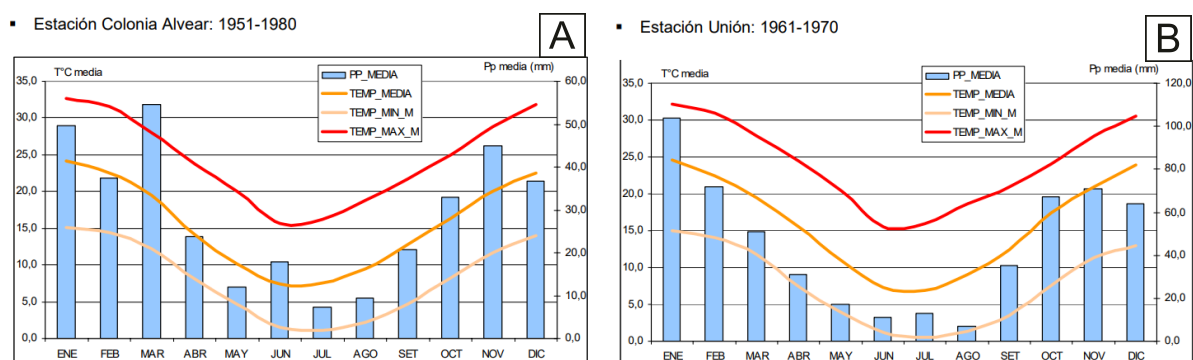 ▪ Estación Colonia Alvear: 1951-1980
A
T°C media
Pp media (mm)
PP_MEDIA
TEMP_MEDIA
TEMP_MIN_M
TEMP_MAX_M
35,0
30,0
25,0
20,0
15,0
10,0
5,0
0,0
60,0
50,0
40,0
30,0
20,0
10,0
0,0
ENE FEB MAR ABR MAY JUN JUL AGO SET OCT NOV DIC
▪ Estación Unión: 1961-1970
B
T°C media
Pp media (mm)
PP_MEDIA
TEMP_MEDIA
TEMP_MIN_M
TEMP_MAX_M
35,0
30,0
25,0
20,0
15,0
10,0
5,0
0,0
120,0
100,0
80,0
60,0
40,0
20,0
0,0
ENE FEB MAR ABR MAY JUN JUL AGO SET OCT NOV DIC